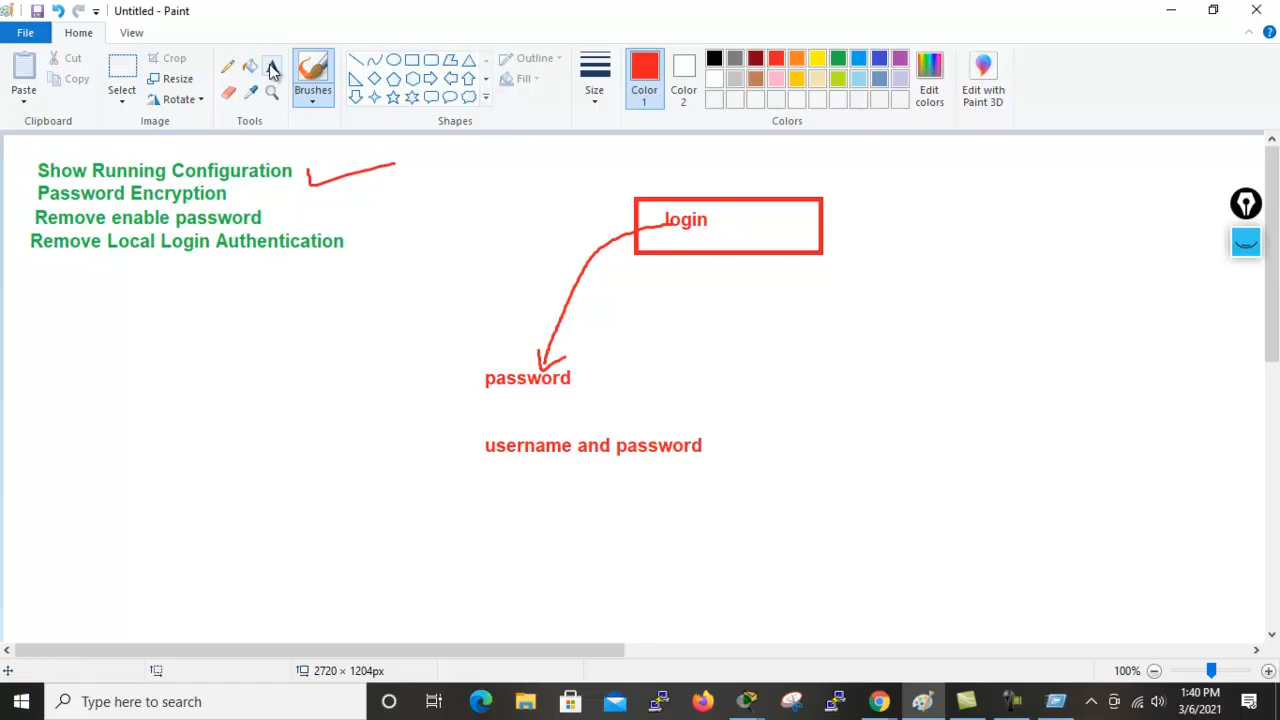 Untitled - Paint
File
Home
View
Paste
Cut
Copy
Clipboard
Select
Crop
Resize
Rotate
Image
Tools
Brushes
Outline
Fill
Shapes
Size
Color 1
Color 2
Edit colors
Edit with Paint 3D
Colors
Show Running Configuration
Password Encryption
Remove enable password
Remove Local Login Authentication
login
password
username and password
2720 × 1204px
100%
Type here to search
1:40 PM
3/6/2021